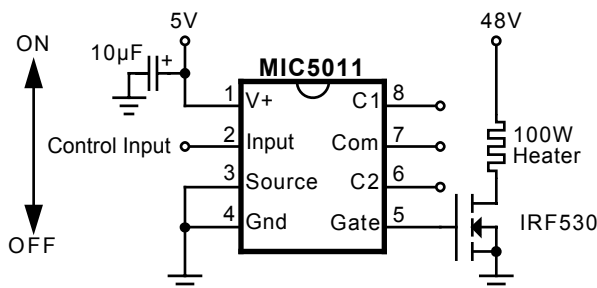 5V
48V
ON
10µF
+
MIC5011
1 V+ C1 8
Control Input 2 Input Com 7
100W
Heater
3 Source C2 6
4 Gnd Gate 5
IRF530
OFF